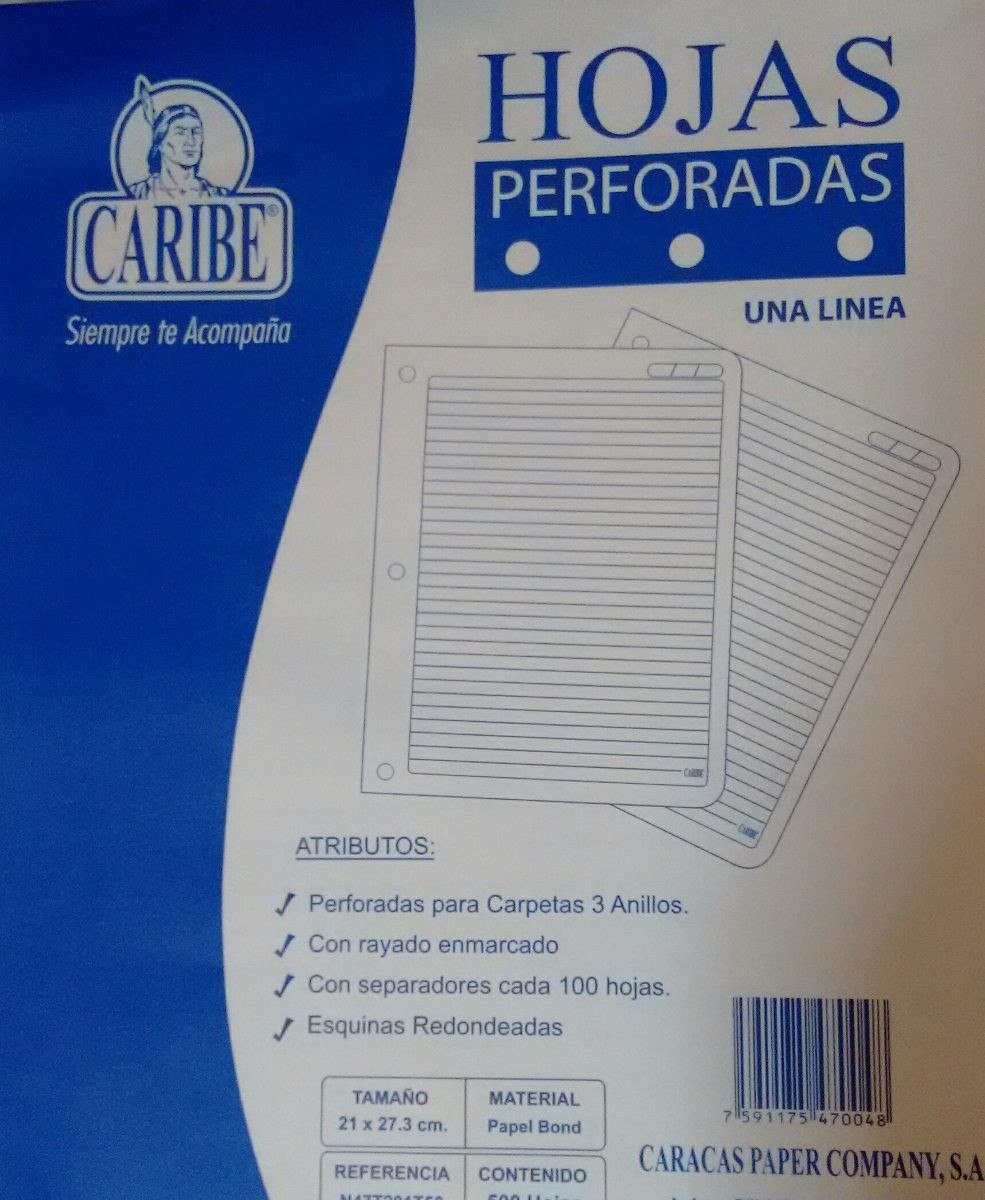 HOJAS
PERFORADAS
UNA LINEA
CARIBE®
Siempre te Acompaña
CARIBE
CARIBE
ATRIBUTOS:
Perforadas para Carpetas 3 Anillos.
Con rayado enmarcado
Con separadores cada 100 hojas.
Esquinas Redondeadas
TAMAÑO
21 x 27.3 cm.
MATERIAL
Papel Bond
REFERENCIA
CONTENIDO
500 Hojas
7 591175 470048
CARACAS PAPER COMPANY, S.A